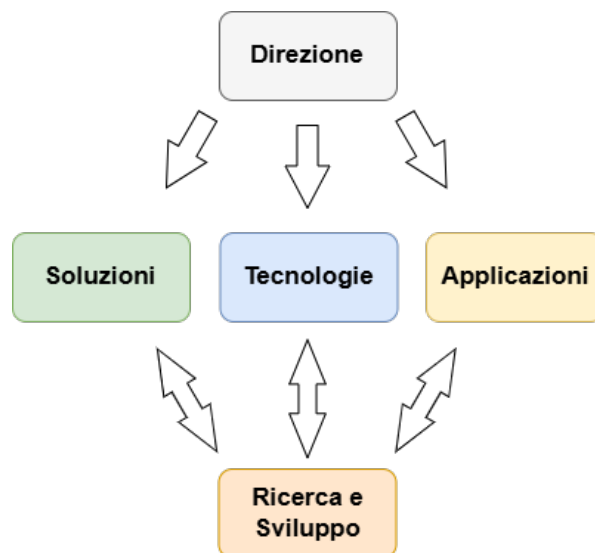 Direzione
Soluzioni
Tecnologie
Applicazioni
Ricerca e
Sviluppo